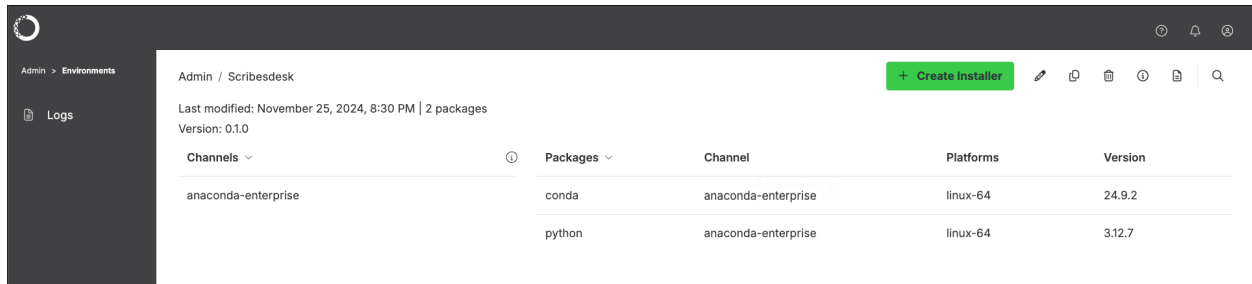 Admin > Environments
Logs
Admin / Scribesdesk
+ Create Installer
Last modified: November 25, 2024, 8:30 PM | 2 packages
Version: 0.1.0
Channels
anaconda-enterprise
Packages Channel Platforms Version
conda anaconda-enterprise linux-64 24.9.2
python anaconda-enterprise linux-64 3.12.7